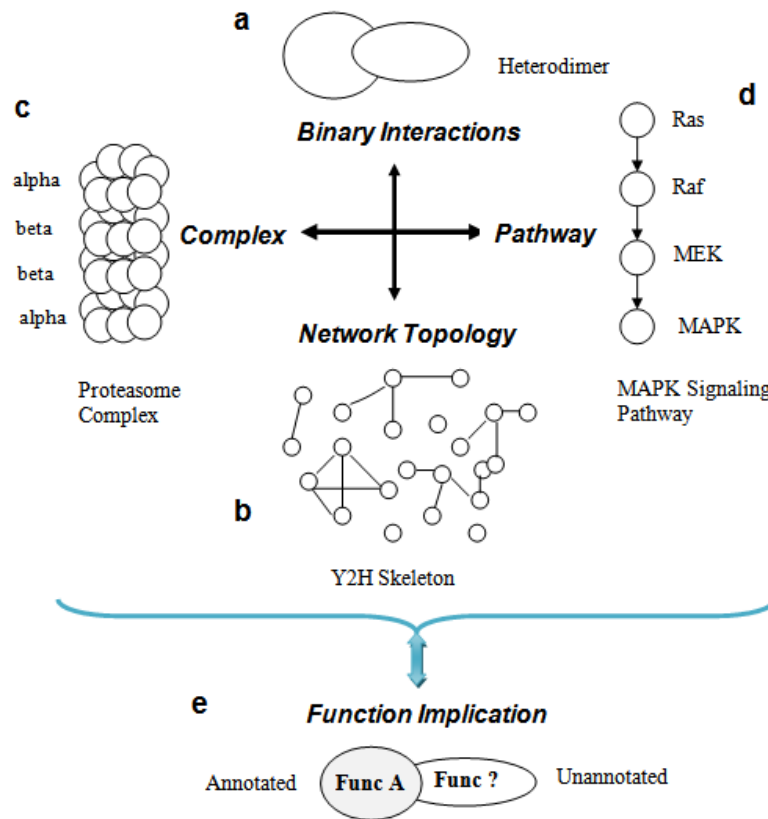 a
Heterodimer
Binary Interactions
c
alpha
beta
beta
alpha
Proteasome
Complex
Complex
Pathway
d
Ras
Raf
MEK
MAPK
MAPK Signaling
Pathway
Network Topology
b
Y2H Skeleton
e
Function Implication
Annotated
Func A
Func ?
Unannotated